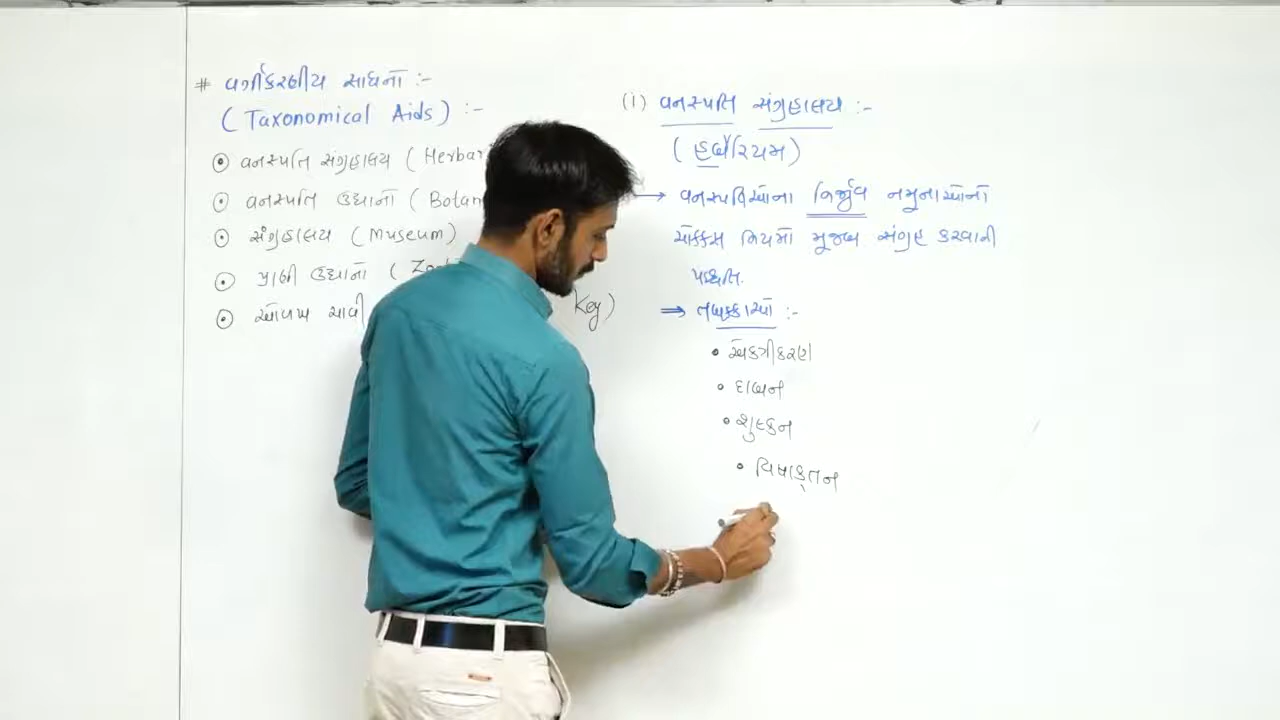 # વર્ગીકરણીય સાધનો :-
( Taxonomical Aids ) :-
વનસ્પતિ સંગ્રહાલય ( Herbar
વનસ્પતિ ઉદ્યાનો ( Botan
સંગ્રહાલય ( Museum )
પ્રાણી ઉદ્યાનો (
ઓળખ ચાવી Key )
(1) વનસ્પતિ સંગ્રહાલય :-
( હર્બેરિયમ )
→ વનસ્પતિઓના નિર્જીવ નમૂનાઓનો
ચોક્કસ નિયમો મૂજબ સંગ્રહ કરવાની
પદ્ધતિ.
⇒ તબક્કાઓ :-
• એકત્રીકરણ
• દાબન
• શુષ્કન
• વિષાક્તન